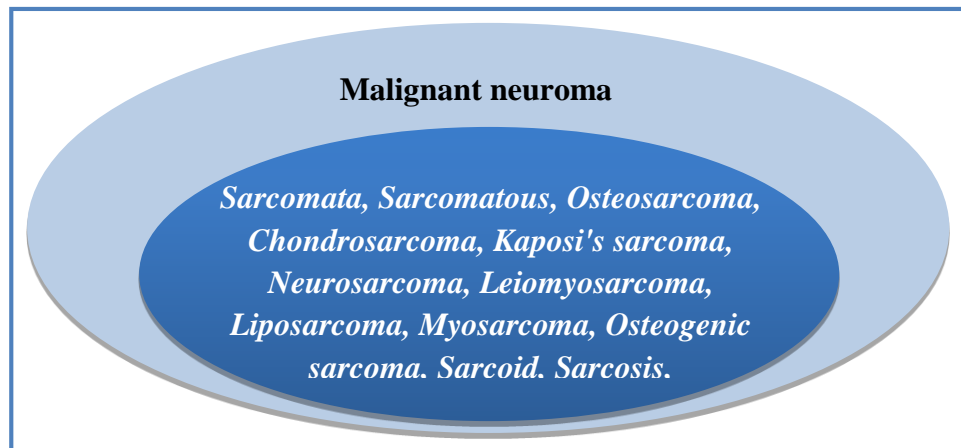 Malignant neuroma
Sarcomata, Sarcomatous, Osteosarcoma,
Chondrosarcoma, Kaposi's sarcoma,
Neurosarcoma, Leiomyosarcoma,
Liposarcoma, Myosarcoma, Osteogenic
sarcoma, Sarcoid, Sarcosis,